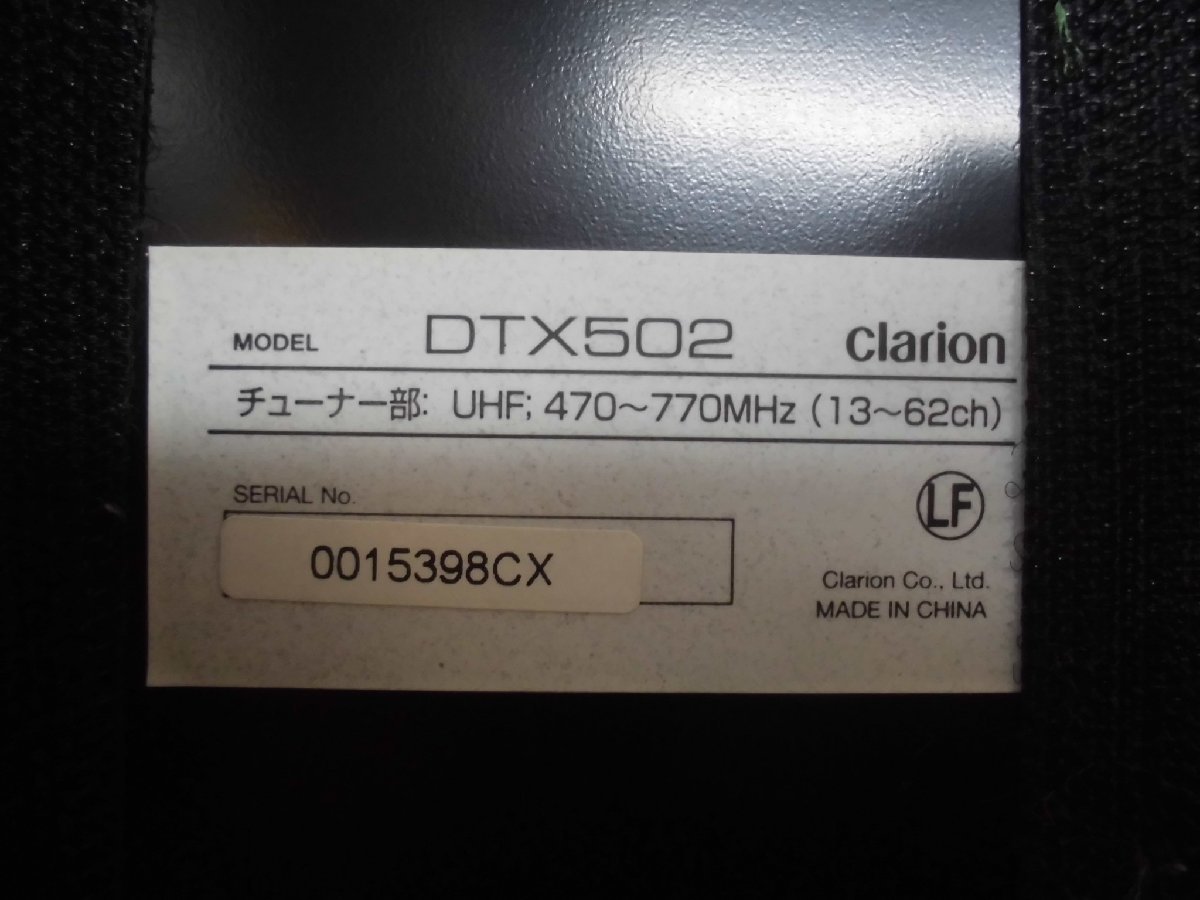 MODEL DTX502 clarion
チューナー部: UHF; 470〜770MHz (13〜62ch)
SERIAL No.
LF
0015398CX
Clarion Co., Ltd.
MADE IN CHINA